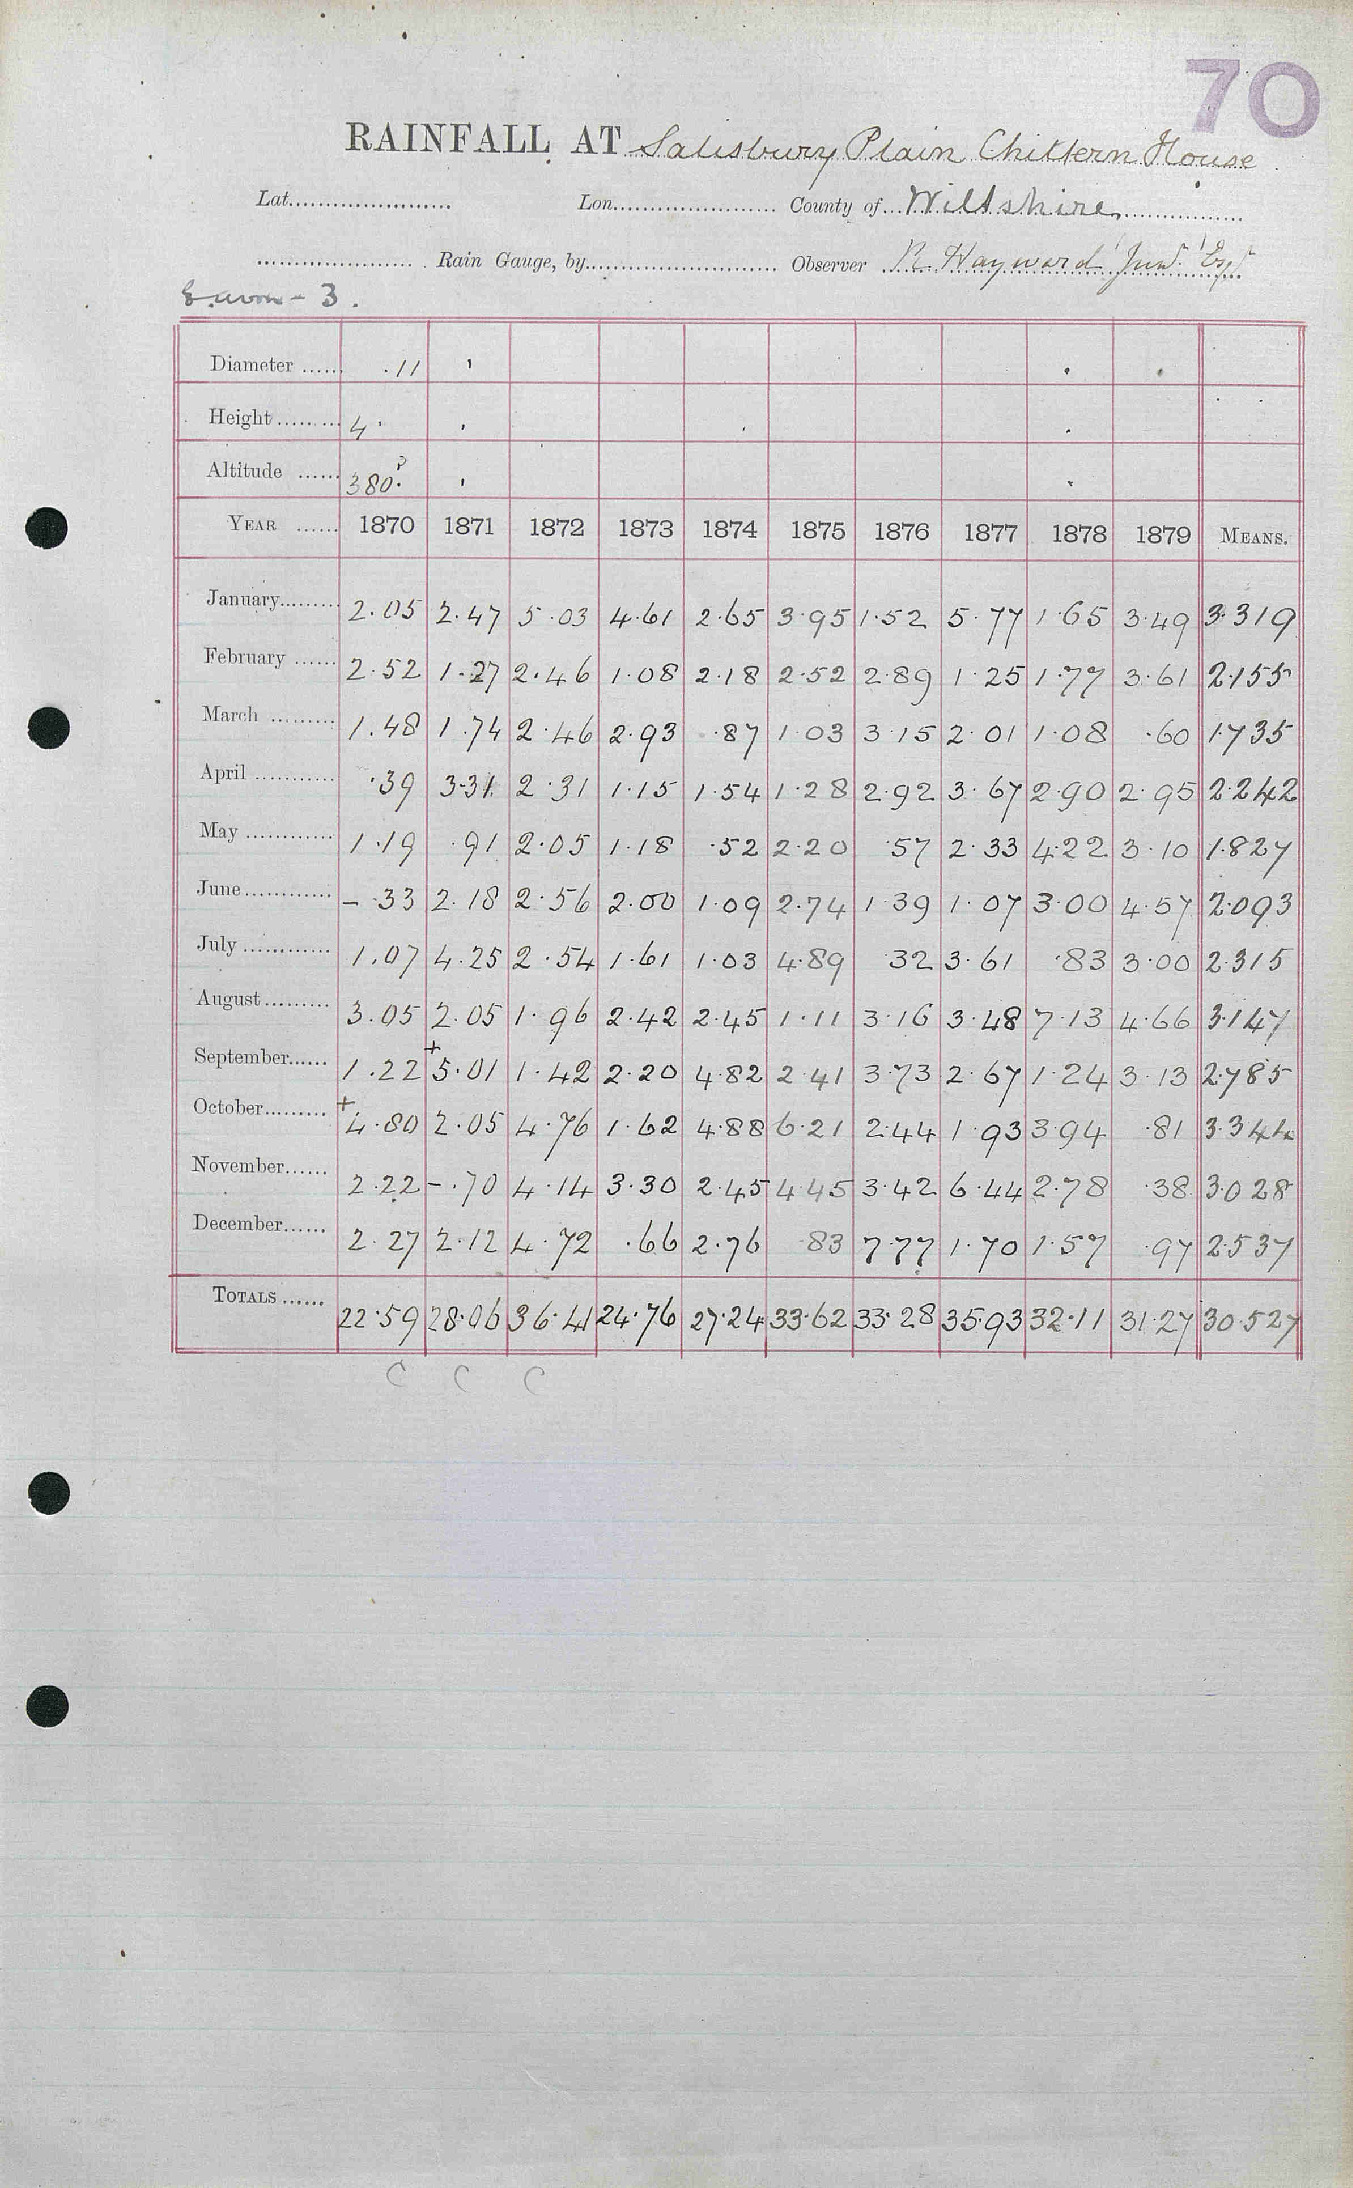 70
RAINFALL AT Salisbury Plain Chittern House
Lat. Lon. County of Wiltshire
Rain Gauge, by Observer R. Hayward Junr Esqr
3.
Diameter .11
Height 4
Altitude 380. ?
YEAR 1870 1871 1872 1873 1874 1875 1876 1877 1878 1879 MEANS.
January 2.05 2.47 5.03 4.61 2.65 3.95 1.52 5.77 1.65 3.49 3.319
February 2.52 1.27 2.46 1.08 2.18 2.52 2.89 1.25 1.77 3.61 2.155
March 1.48 1.74 2.46 2.93 .87 1.03 3.15 2.01 1.08 .60 1.735
April .39 3.31 2.31 1.15 1.54 1.28 2.92 3.67 2.90 2.95 2.242
May 1.19 .91 2.05 1.18 .52 2.20 .57 2.33 4.22 3.10 1.827
June - .33 2.18 2.56 2.00 1.09 2.74 1.39 1.07 3.00 4.57 2.093
July 1.07 4.25 2.54 1.61 1.03 4.89 .32 3.61 .83 3.00 2.315
August 3.05 2.05 1.96 2.42 2.45 1.11 3.16 3.48 7.13 4.66 3.147
September 1.22 +5.01 1.42 2.20 4.82 2.41 3.73 2.67 1.24 3.13 2.785
October +4.80 2.05 4.76 1.62 4.88 6.21 2.44 1.93 3.94 .81 3.344
November 2.22 -.70 4.14 3.30 2.45 4.45 3.42 6.44 2.78 .38 3.028
December 2.27 2.12 4.72 .66 2.76 .83 7.77 1.70 1.57 .97 2.537
TOTALS 22.59 28.06 36.41 24.76 27.24 33.62 33.28 35.93 32.11 31.27 30.527
C C C